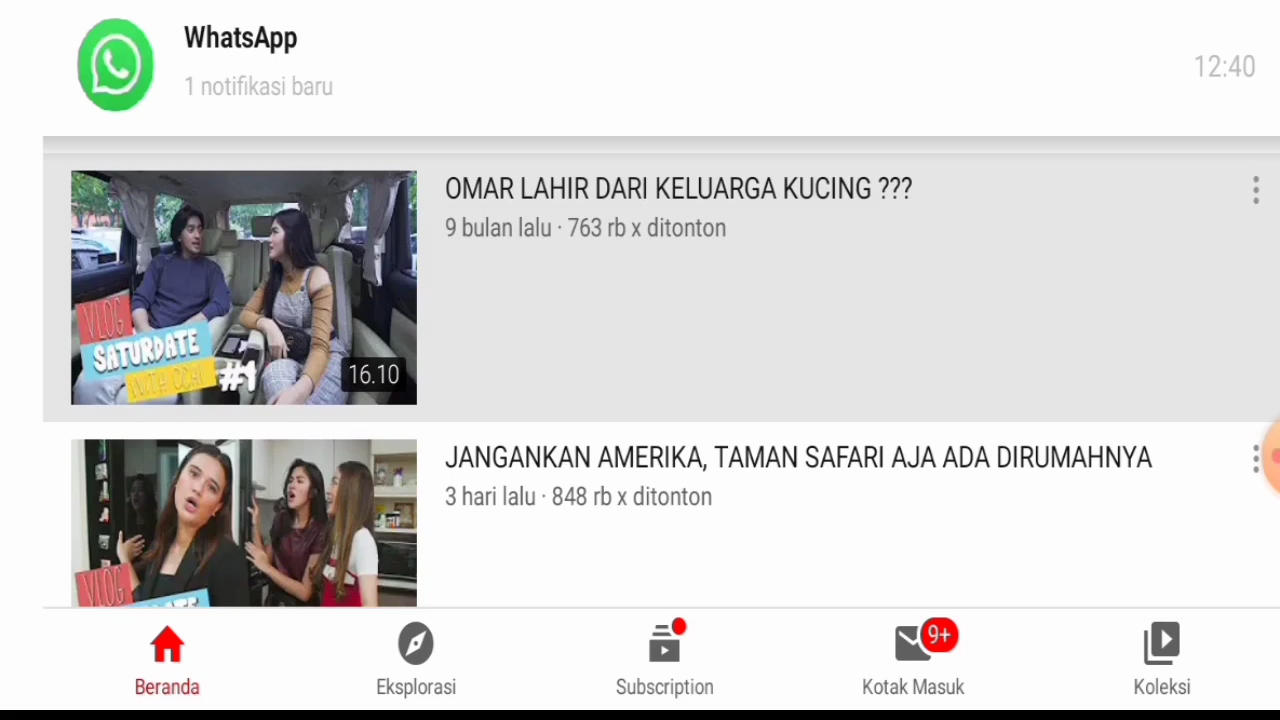 WhatsApp
1 notifikasi baru
12:40
OMAR LAHIR DARI KELUARGA KUCING ???
9 bulan lalu · 763 rb x ditonton
VLOG
SATURDATE
WITH OCHI #1
16.10
JANGANKAN AMERIKA, TAMAN SAFARI AJA ADA DIRUMAHNYA
3 hari lalu · 848 rb x ditonton
VLOG
9+
Beranda
Eksplorasi
Subscription
Kotak Masuk
Koleksi